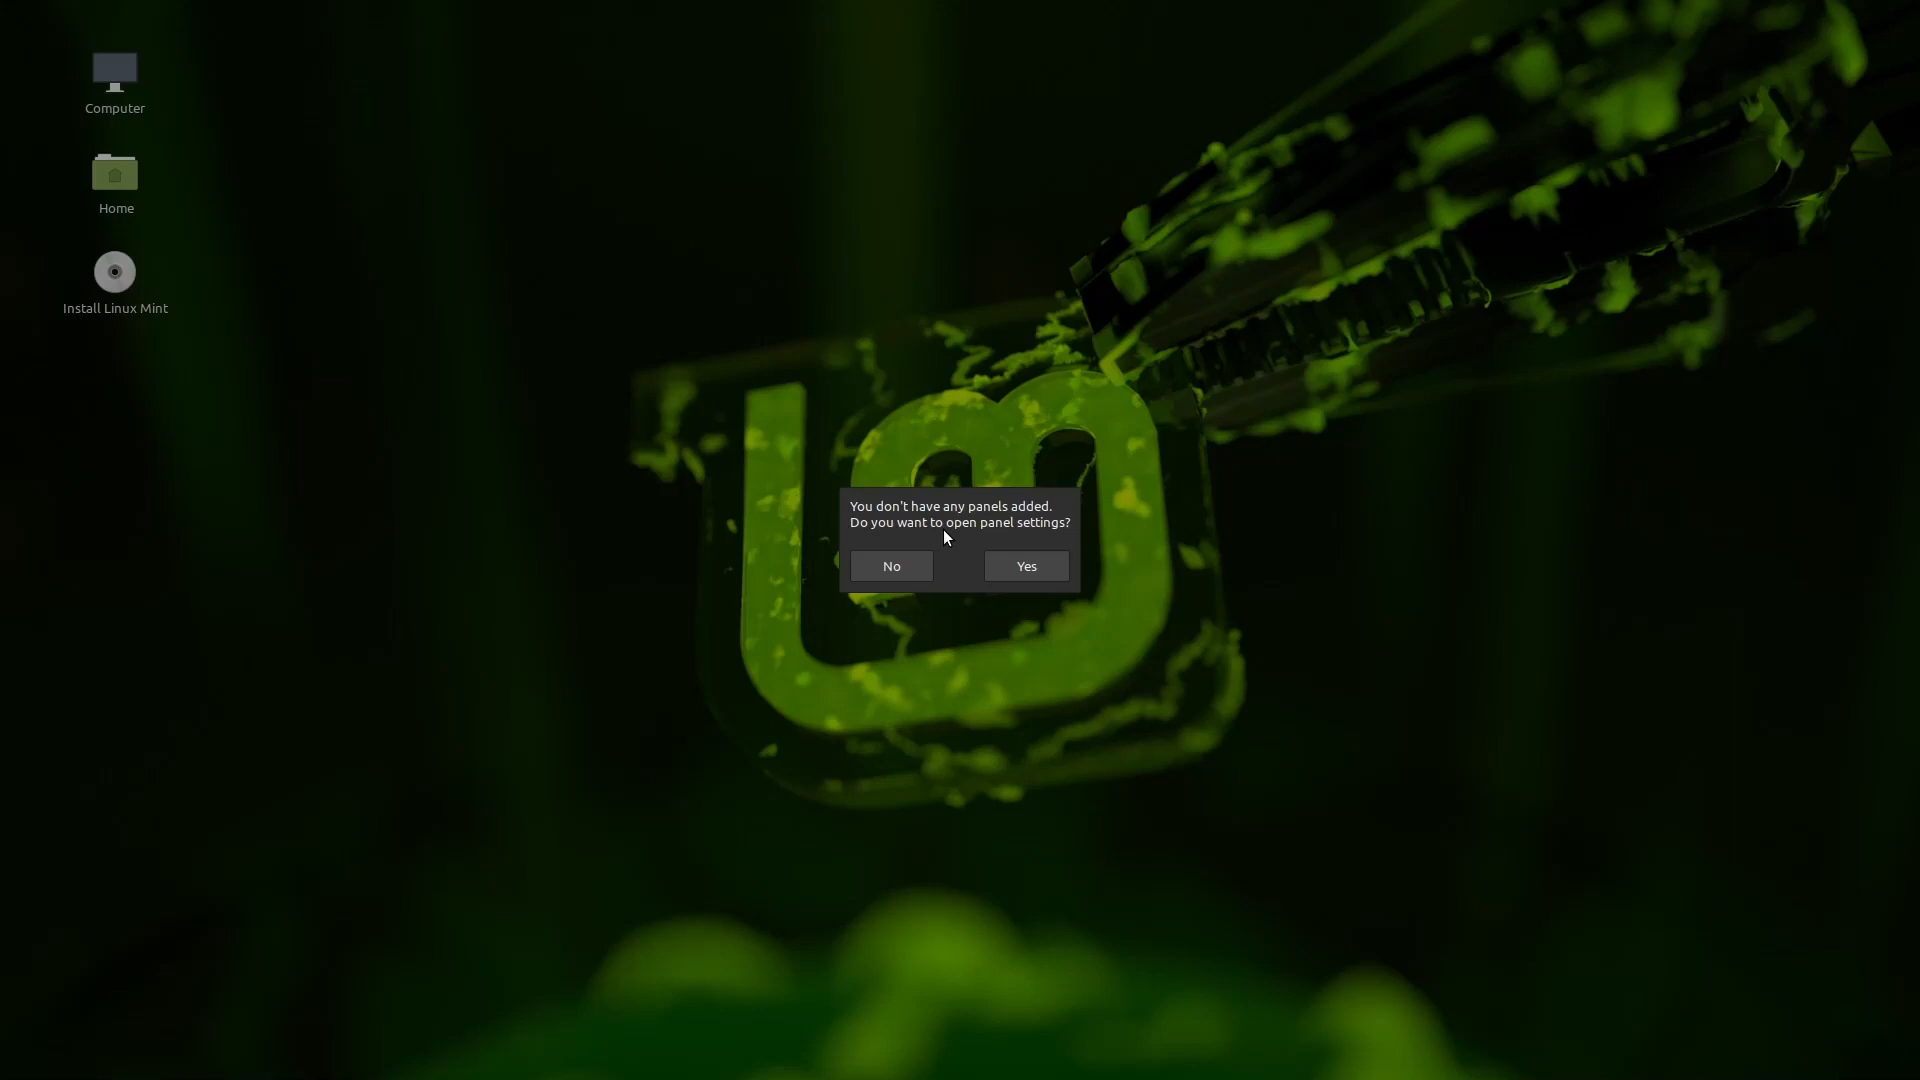 Computer
Home
Install Linux Mint
You don't have any panels added.
Do you want to open panel settings?
No
Yes